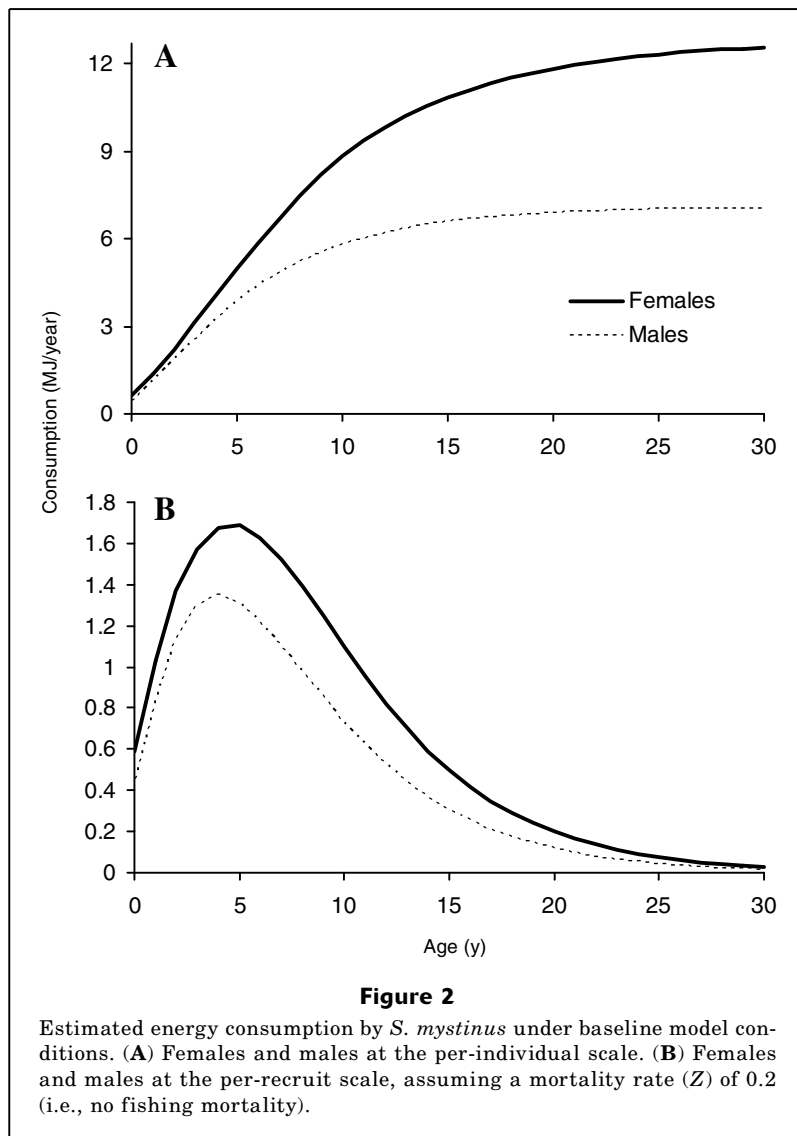 A
12
9
6
3
0
Females
Males
0 5 10 15 20 25 30
Consumption (MJ/year)
B
1.8
1.6
1.4
1.2
1
0.8
0.6
0.4
0.2
0
0 5 10 15 20 25 30
Age (y)
Figure 2
Estimated energy consumption by S. mystinus under baseline model con-
ditions. (A) Females and males at the per-individual scale. (B) Females
and males at the per-recruit scale, assuming a mortality rate (Z) of 0.2
(i.e., no fishing mortality).